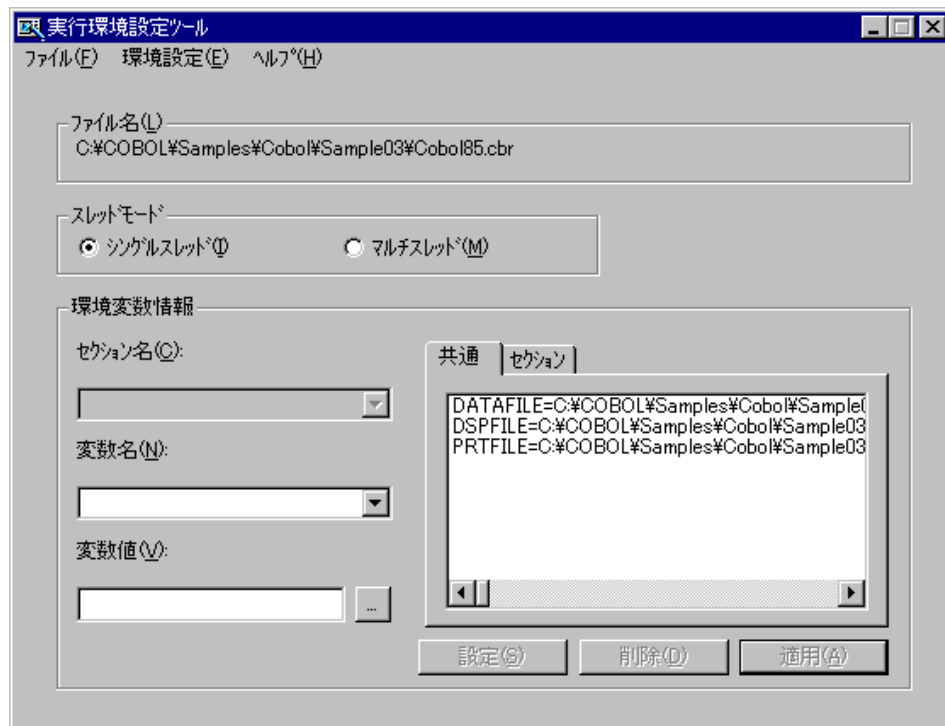 実行環境設定ﾂｰﾙ
ﾌｧｲﾙ(F) 環境設定(E) ﾍﾙﾌﾟ(H)
ﾌｧｲﾙ名(L)
C:¥COBOL¥Samples¥Cobol¥Sample03¥Cobol85.cbr
ｽﾚｯﾄﾞﾓｰﾄﾞ
ｼﾝｸﾞﾙｽﾚｯﾄﾞ(I) ﾏﾙﾁｽﾚｯﾄﾞ(M)
環境変数情報
ｾｸｼｮﾝ名(C):
変数名(N):
変数値(V):
...
共通 ｾｸｼｮﾝ
DATAFILE=C:¥COBOL¥Samples¥Cobol¥Sample0
DSPFILE=C:¥COBOL¥Samples¥Cobol¥Sample03
PRTFILE=C:¥COBOL¥Samples¥Cobol¥Sample03
設定(S) 削除(D) 適用(A)